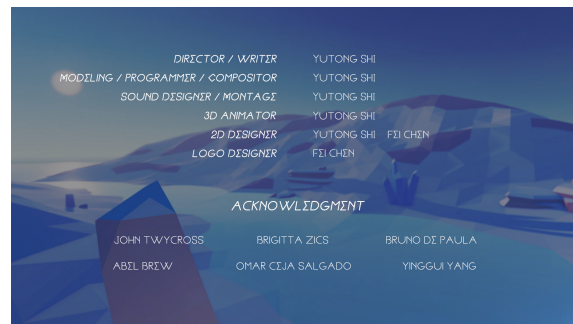 DIRECTOR / WRITER YUTONG SHI
MODELING / PROGRAMMER / COMPOSITOR YUTONG SHI
SOUND DESIGNER / MONTAGE YUTONG SHI
3D ANIMATOR YUTONG SHI
2D DESIGNER YUTONG SHI FEI CHEN
LOGO DESIGNER FEI CHEN
ACKNOWLEDGMENT
JOHN TWYCROSS BRIGITTA ZICS BRUNO DE PAULA
ABEL BREW OMAR CEJA SALGADO YINGGUI YANG